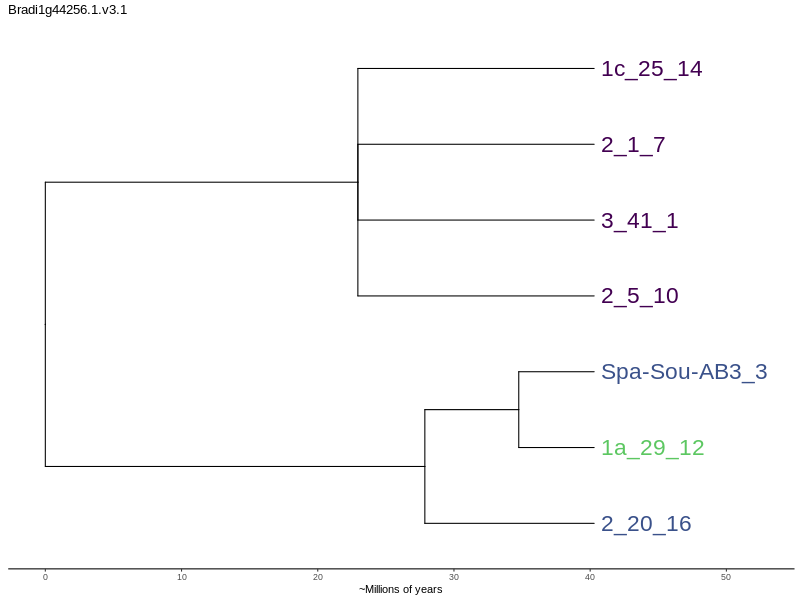 Bradi1g44256.1.v3.1
1c_25_14
2_1_7
3_41_1
2_5_10
Spa-Sou-AB3_3
1a_29_12
2_20_16
0 10 20 30 40 50
~Millions of years